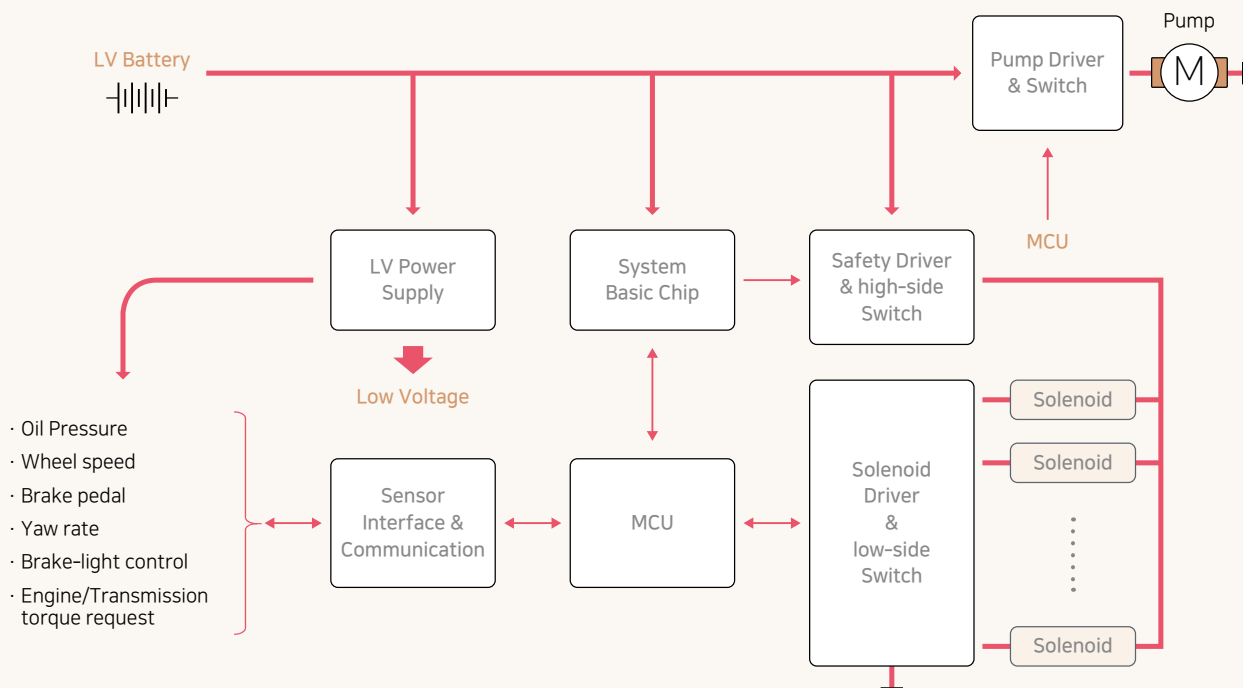 Pump
LV Battery
Pump Driver
& Switch
M
MCU
LV Power
Supply
System
Basic Chip
Safety Driver
& high-side
Switch
Low Voltage
Solenoid
Solenoid
Solenoid
· Oil Pressure
· Wheel speed
· Brake pedal
· Yaw rate
· Brake-light control
· Engine/Transmission
torque request
Sensor
Interface &
Communication
MCU
Solenoid
Driver
&
low-side
Switch